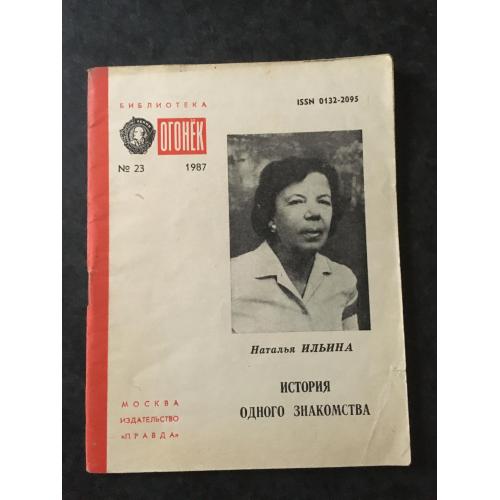 БИБЛИОТЕКА
ISSN 0132-2095
ОГОНЁК
№ 23 1987
Наталья ИЛЬИНА
ИСТОРИЯ
ОДНОГО ЗНАКОМСТВА
МОСКВА
ИЗДАТЕЛЬСТВО
«ПРАВДА»